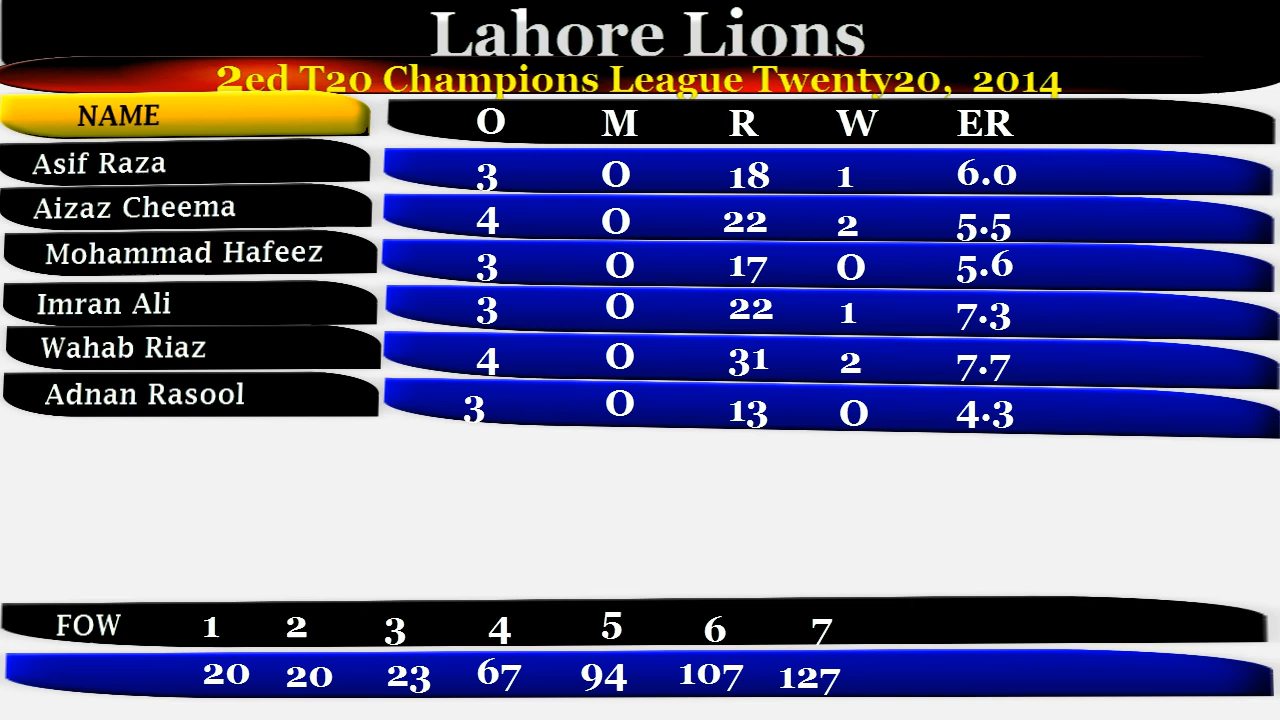 Lahore Lions
2ed T20 Champions League Twenty20, 2014
NAME O M R W ER
Asif Raza 3 0 18 1 6.0
Aizaz Cheema 4 0 22 2 5.5
Mohammad Hafeez 3 0 17 0 5.6
Imran Ali 3 0 22 1 7.3
Wahab Riaz 4 0 31 2 7.7
Adnan Rasool 3 0 13 0 4.3
FOW 1 2 3 4 5 6 7
20 20 23 67 94 107 127